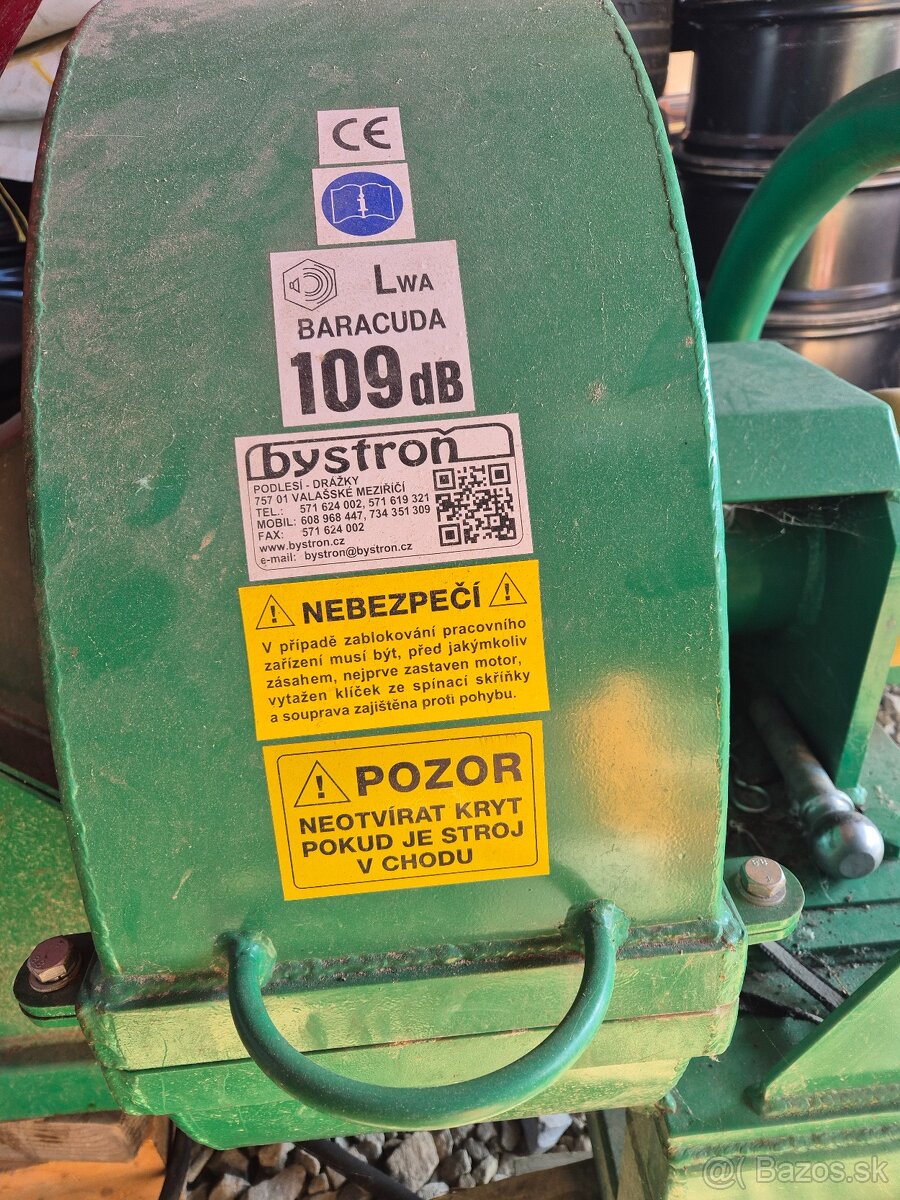 CE
LWA
BARACUDA
109 dB
bystron
PODLESÍ - DRÁŽKY
757 01 VALAŠSKÉ MEZIŘÍČÍ
TEL.: 571 624 002, 571 619 321
MOBIL: 608 968 447, 734 351 309
FAX: 571 624 002
www.bystron.cz
e-mail: bystron@bystron.cz
! NEBEZPEČÍ !
V případě zablokování pracovního
zařízení musí být, před jakýmkoliv
zásahem, nejprve zastaven motor,
vytažen klíček ze spínací skříňky
a souprava zajištěna proti pohybu.
! POZOR
NEOTVÍRAT KRYT
POKUD JE STROJ
V CHODU
Bazos.sk